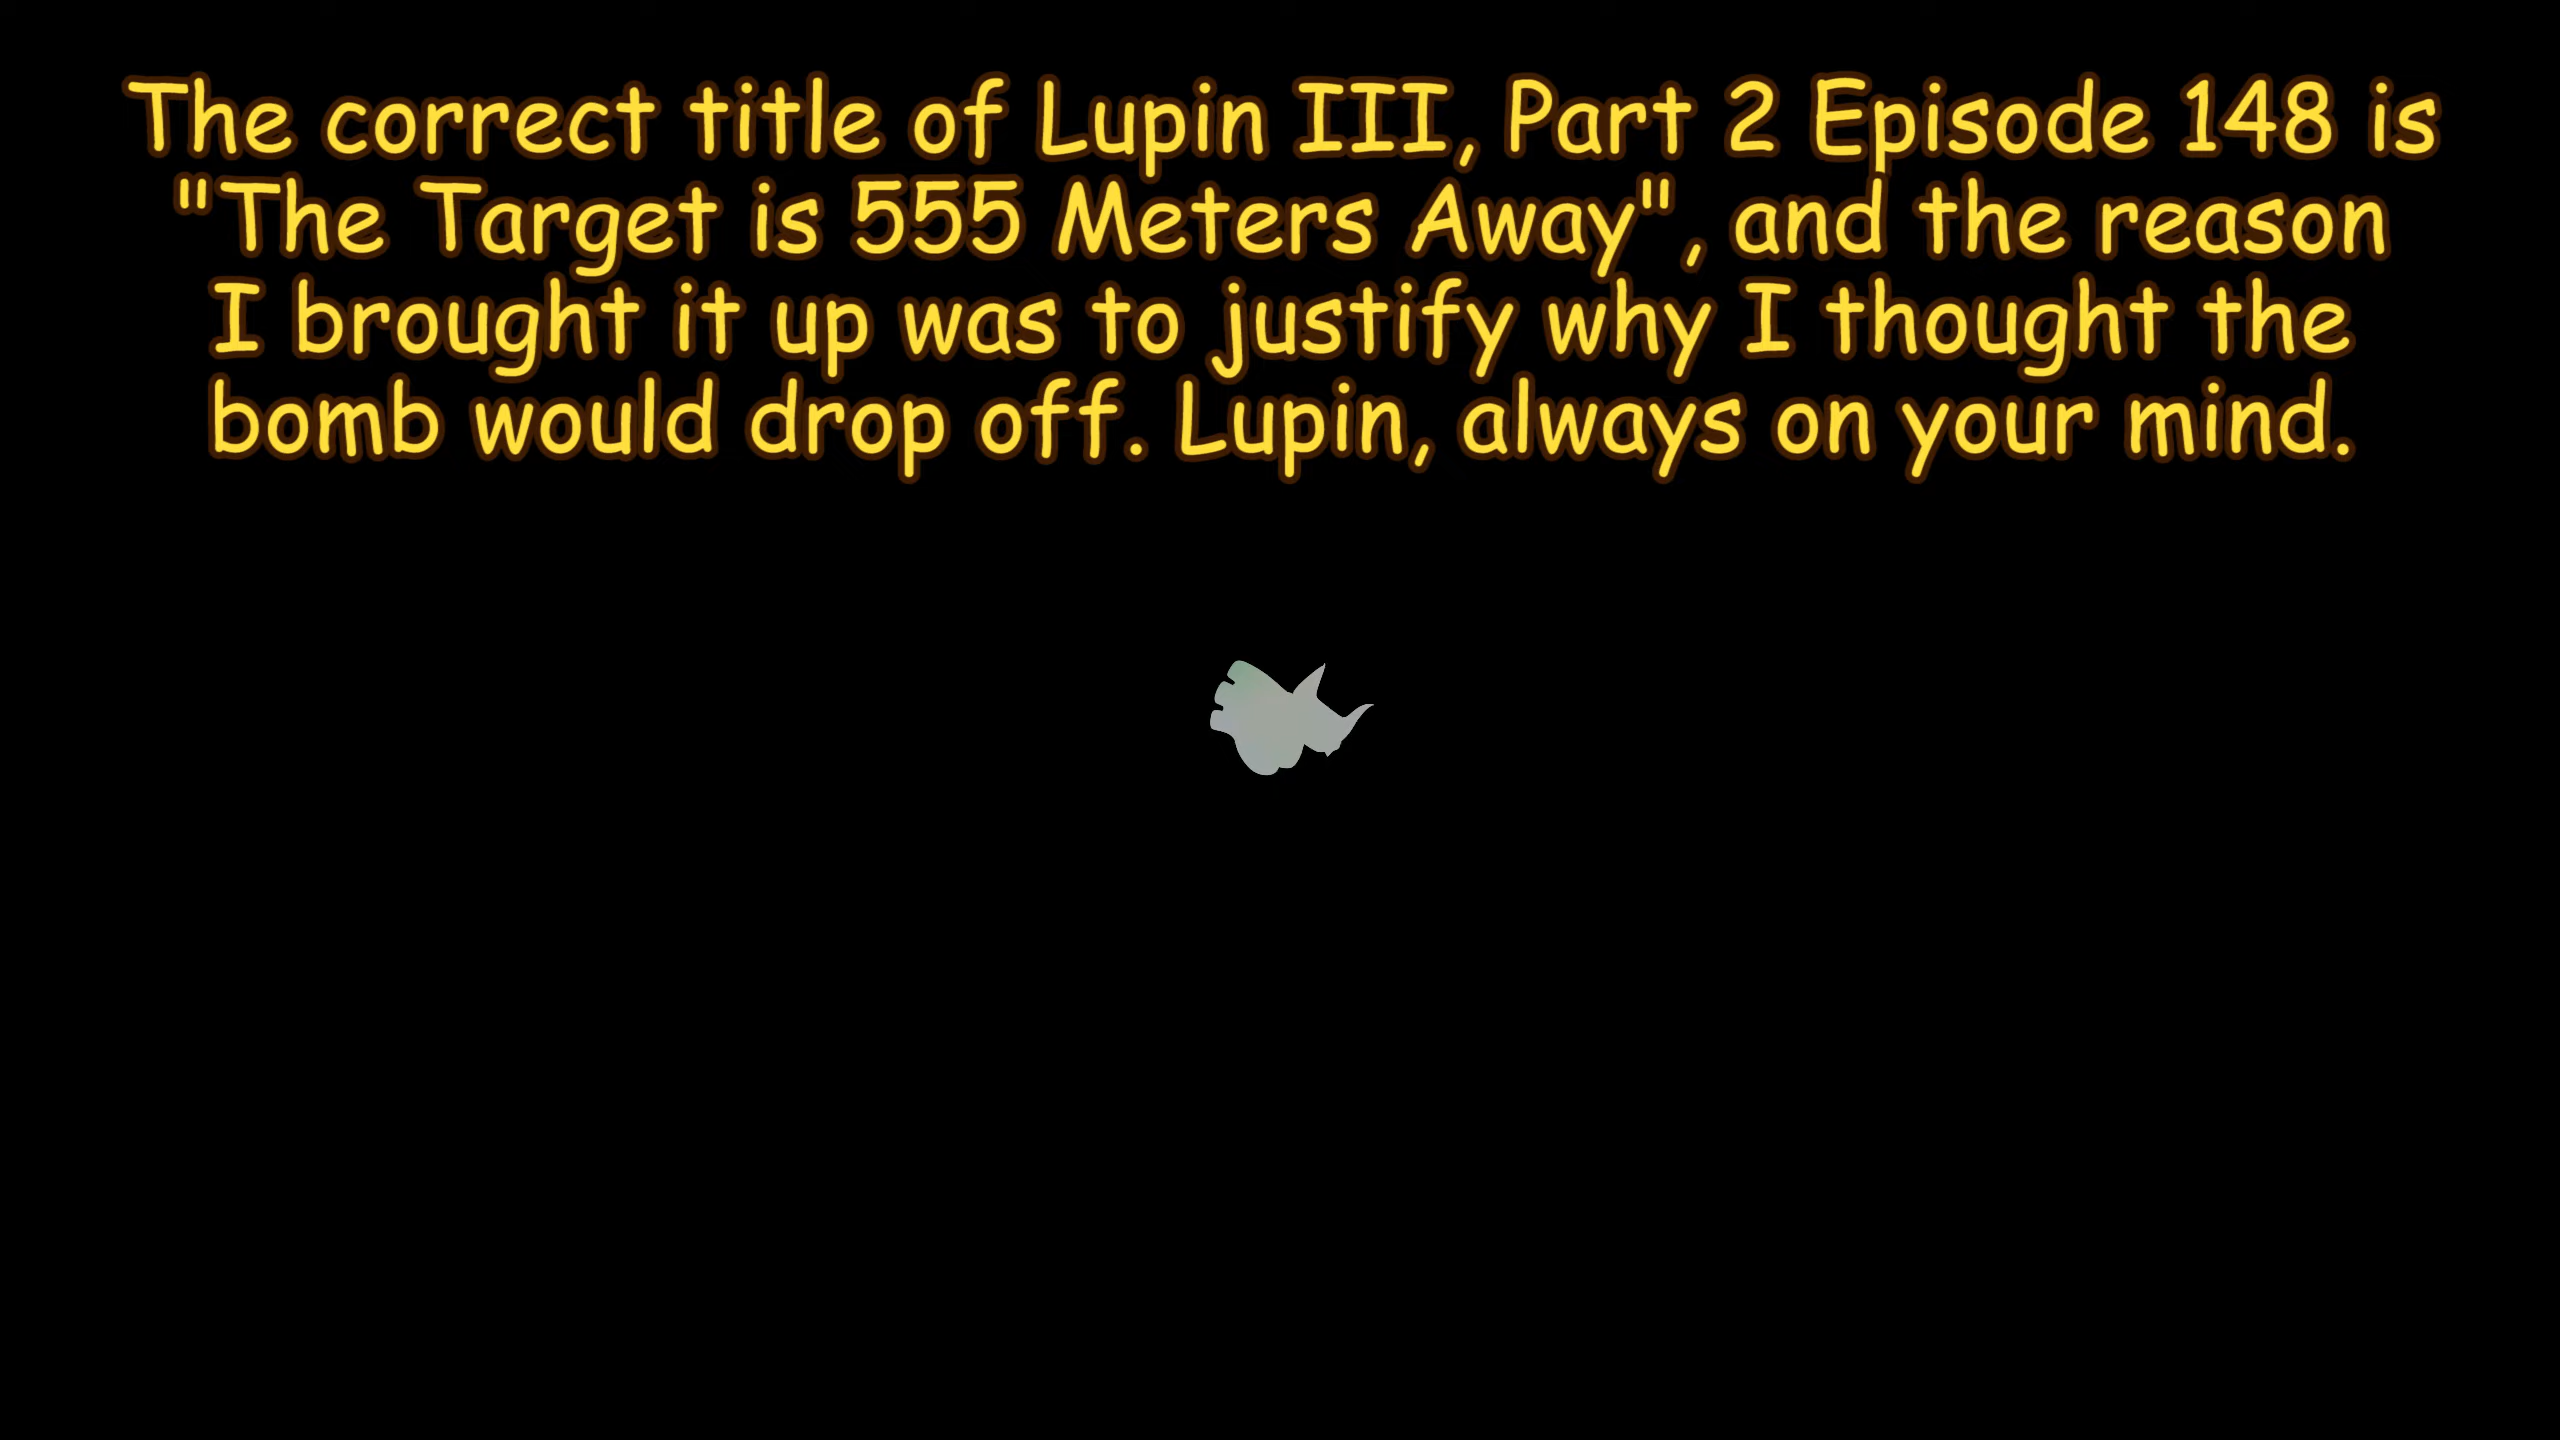 The correct title of Lupin III, Part 2 Episode 148 is
"The Target is 555 Meters Away", and the reason
I brought it up was to justify why I thought the
bomb would drop off. Lupin, always on your mind.